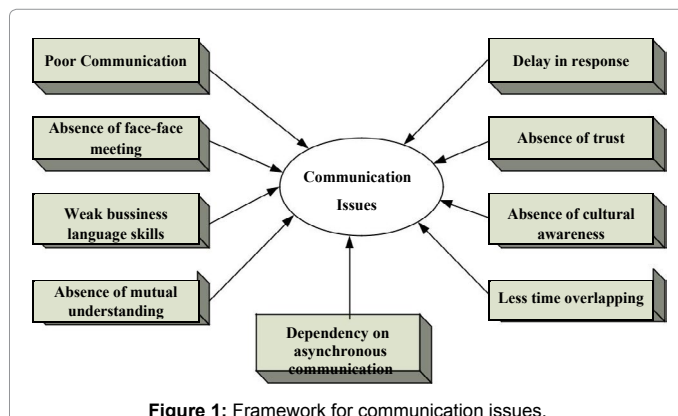 Poor Communication
Absence of face-face
meeting
Weak bussiness
language skills
Absence of mutual
understanding
Communication
Issues
Dependency on
asynchronous
communication
Delay in response
Absence of trust
Absence of cultural
awareness
Less time overlapping
Figure 1: Framework for communication issues.